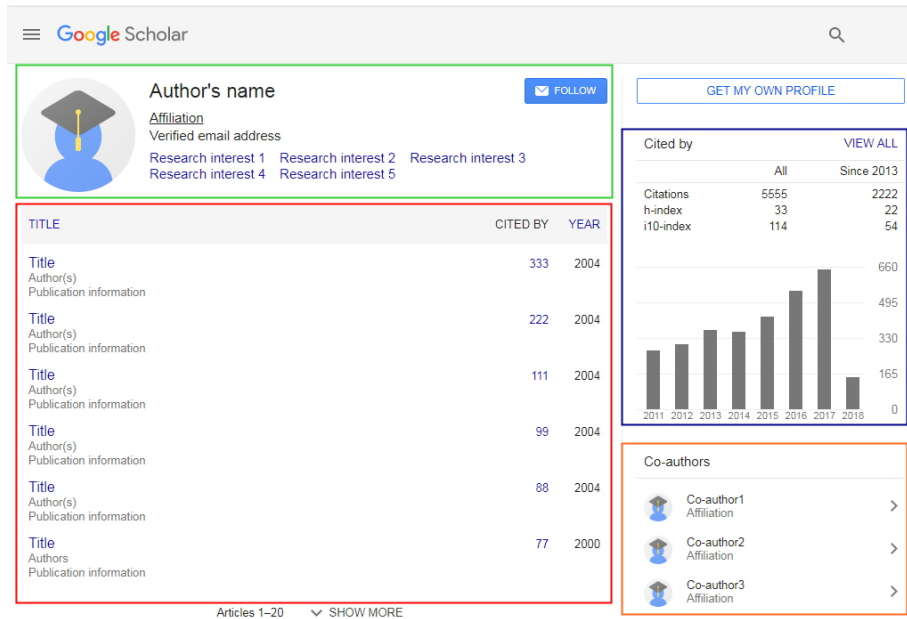 Google Scholar
Author's name
FOLLOW
Affiliation
Verified email address
Research interest 1 Research interest 2 Research interest 3
Research interest 4 Research interest 5
TITLE CITED BY YEAR
Title 333 2004
Author(s)
Publication information
Title 222 2004
Author(s)
Publication information
Title 111 2004
Author(s)
Publication information
Title 99 2004
Author(s)
Publication information
Title 88 2004
Author(s)
Publication information
Title 77 2000
Authors
Publication information
Articles 1–20 SHOW MORE
GET MY OWN PROFILE
Cited by VIEW ALL
All Since 2013
Citations 5555 2222
h-index 33 22
i10-index 114 54
660
495
330
165
0
2011 2012 2013 2014 2015 2016 2017 2018
Co-authors
Co-author1
Affiliation
Co-author2
Affiliation
Co-author3
Affiliation